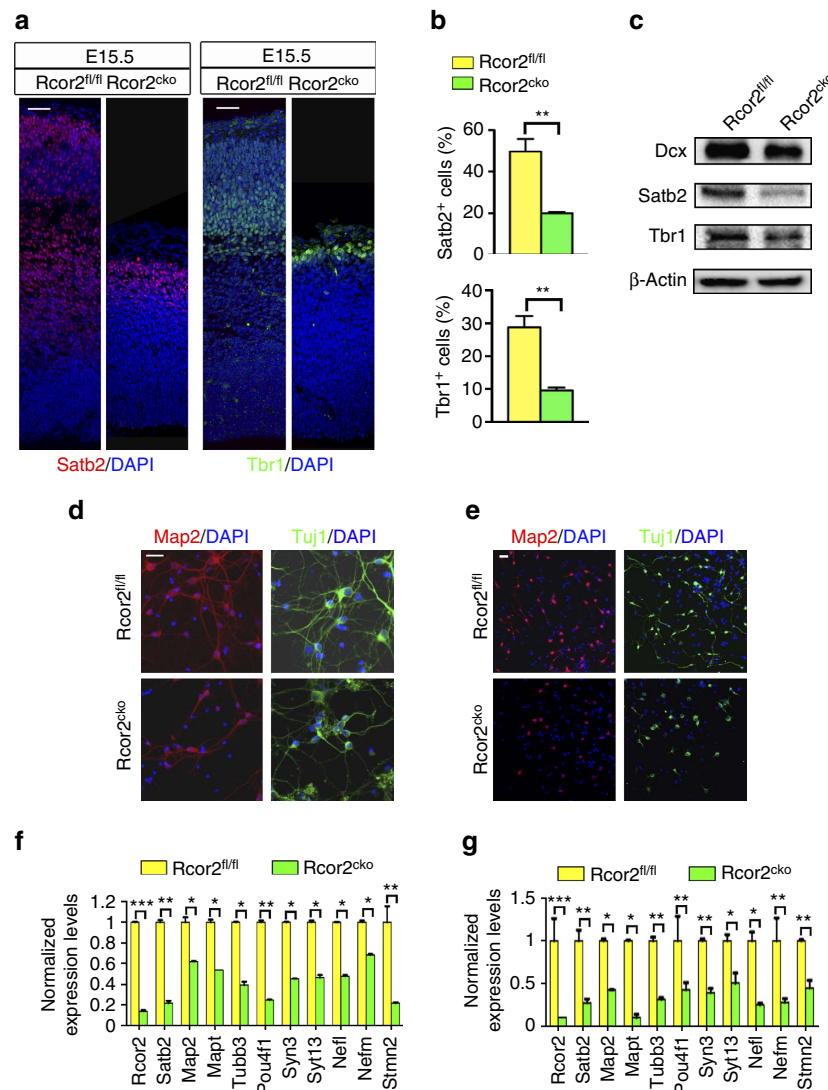 a
E15.5
Rcor2fl/fl Rcor2cko
Satb2/DAPI
E15.5
Rcor2fl/fl Rcor2cko
Tbr1/DAPI
b
Rcor2fl/fl
Rcor2cko
**
60
40
20
0
Satb2+ cells (%)
**
40
30
20
10
0
Tbr1+ cells (%)
c
Rcor2fl/fl
Dcx
Satb2
Tbr1
β-Actin
d
Map2/DAPI
Tuj1/DAPI
Rcor2fl/fl
Rcor2cko
e
Map2/DAPI
Tuj1/DAPI
Rcor2fl/fl
Rcor2cko
f
Rcor2fl/fl
Rcor2cko
Normalized
expression levels
1.2
1
0.8
0.6
0.4
0.2
0
*** ** * * * ** * * * * **
Rcor2
Satb2
Map2
Mapt
Tubb3
Pou4f1
Syn3
Syt13
Nefl
Nefm
Stmn2
g
Rcor2fl/fl
Rcor2cko
Normalized
expression levels
1.5
1
0.5
0
*** ** * * ** ** ** * * ** **
Rcor2
Satb2
Map2
Mapt
Tubb3
Pou4f1
Syn3
Syt13
Nefl
Nefm
Stmn2